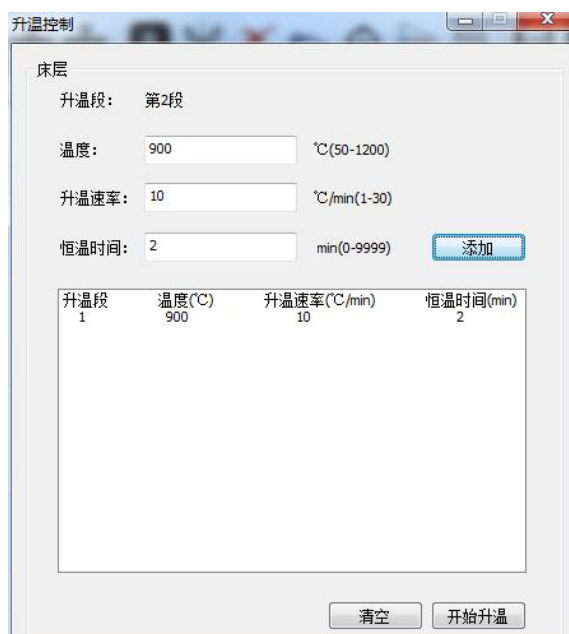 升温控制
床层
升温段： 第2段
温度： 900 ℃(50-1200)
升温速率： 10 ℃/min(1-30)
恒温时间： 2 min(0-9999) 添加
升温段 温度(℃) 升温速率(℃/min) 恒温时间(min)
1 900 10 2
清空 开始升温